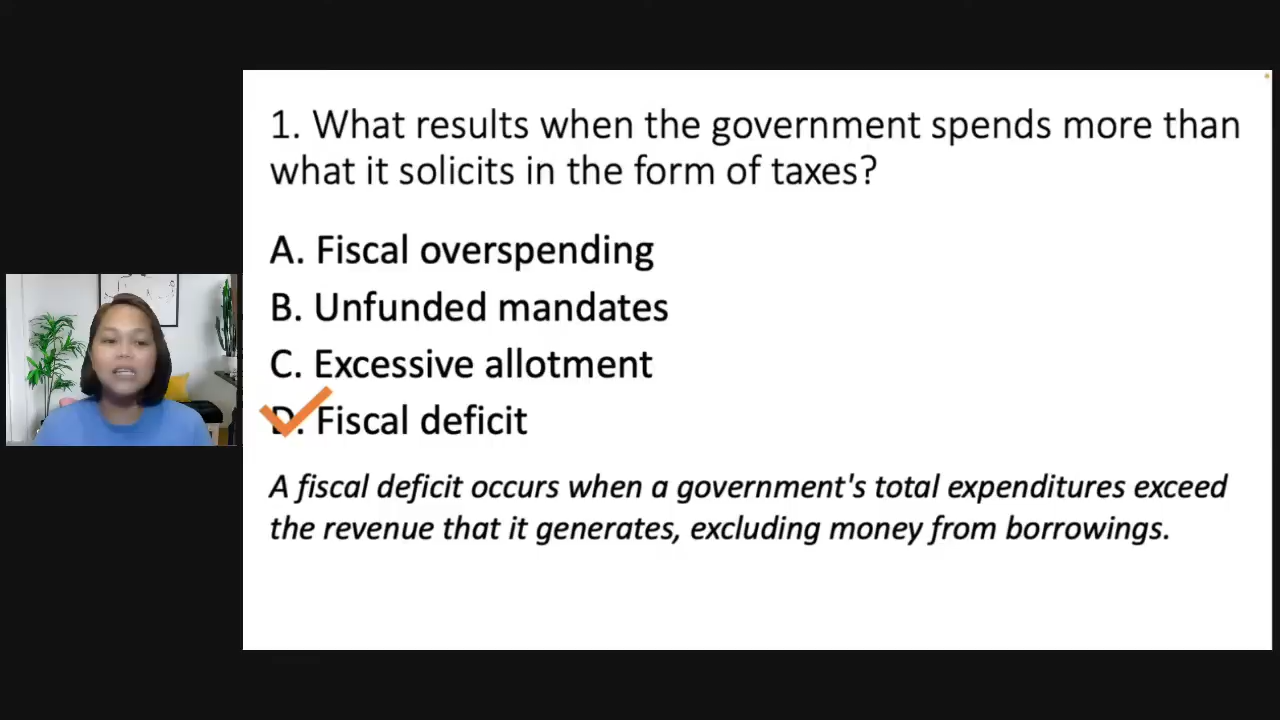 1. What results when the government spends more than
what it solicits in the form of taxes?
A. Fiscal overspending
B. Unfunded mandates
C. Excessive allotment
D. Fiscal deficit
A fiscal deficit occurs when a government's total expenditures exceed
the revenue that it generates, excluding money from borrowings.